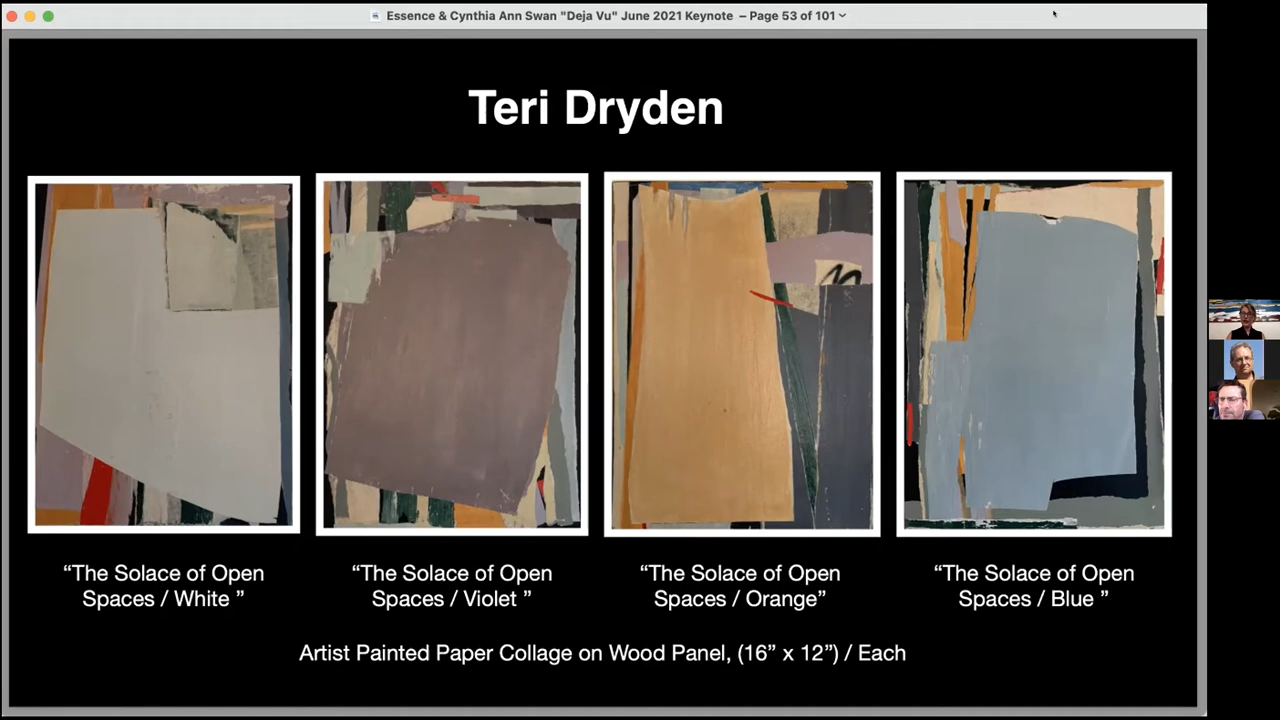 Essence & Cynthia Ann Swan "Deja Vu" June 2021 Keynote – Page 53 of 101
Teri Dryden
“The Solace of Open
Spaces / White ”
“The Solace of Open
Spaces / Violet ”
“The Solace of Open
Spaces / Orange”
“The Solace of Open
Spaces / Blue ”
Artist Painted Paper Collage on Wood Panel, (16” x 12”) / Each